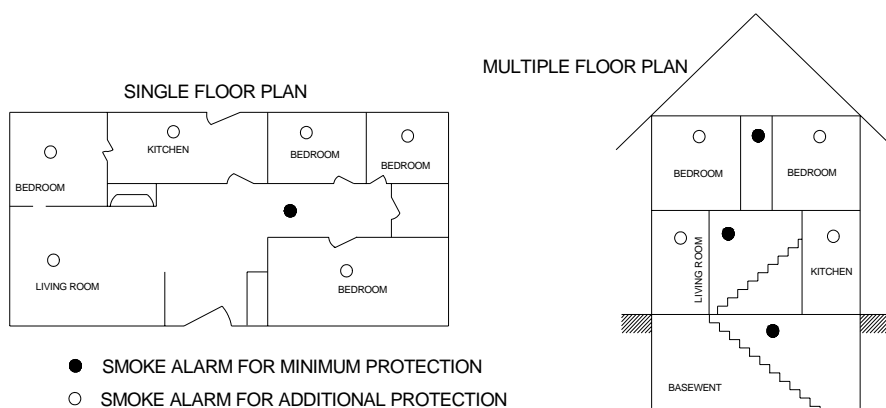 MULTIPLE FLOOR PLAN
SINGLE FLOOR PLAN
KITCHEN
BEDROOM
BEDROOM
BEDROOM
LIVING ROOM
BEDROOM
BEDROOM
BEDROOM
LIVING ROOM
KITCHEN
BASEWENT
SMOKE ALARM FOR MINIMUM PROTECTION
SMOKE ALARM FOR ADDITIONAL PROTECTION